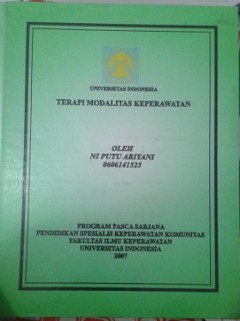 UNIVERSITAS INDONESIA
TERAPI MODALITAS KEPERAWATAN
OLEH
NI PUTU ARIYANI
0606141525
PROGRAM PASCA SARJANA
PENDIDIKAN SPESIALIS KEPERAWATAN KOMUNITAS
FAKULTAS ILMU KEPERAWATAN
UNIVERSITAS INDONESIA
2007